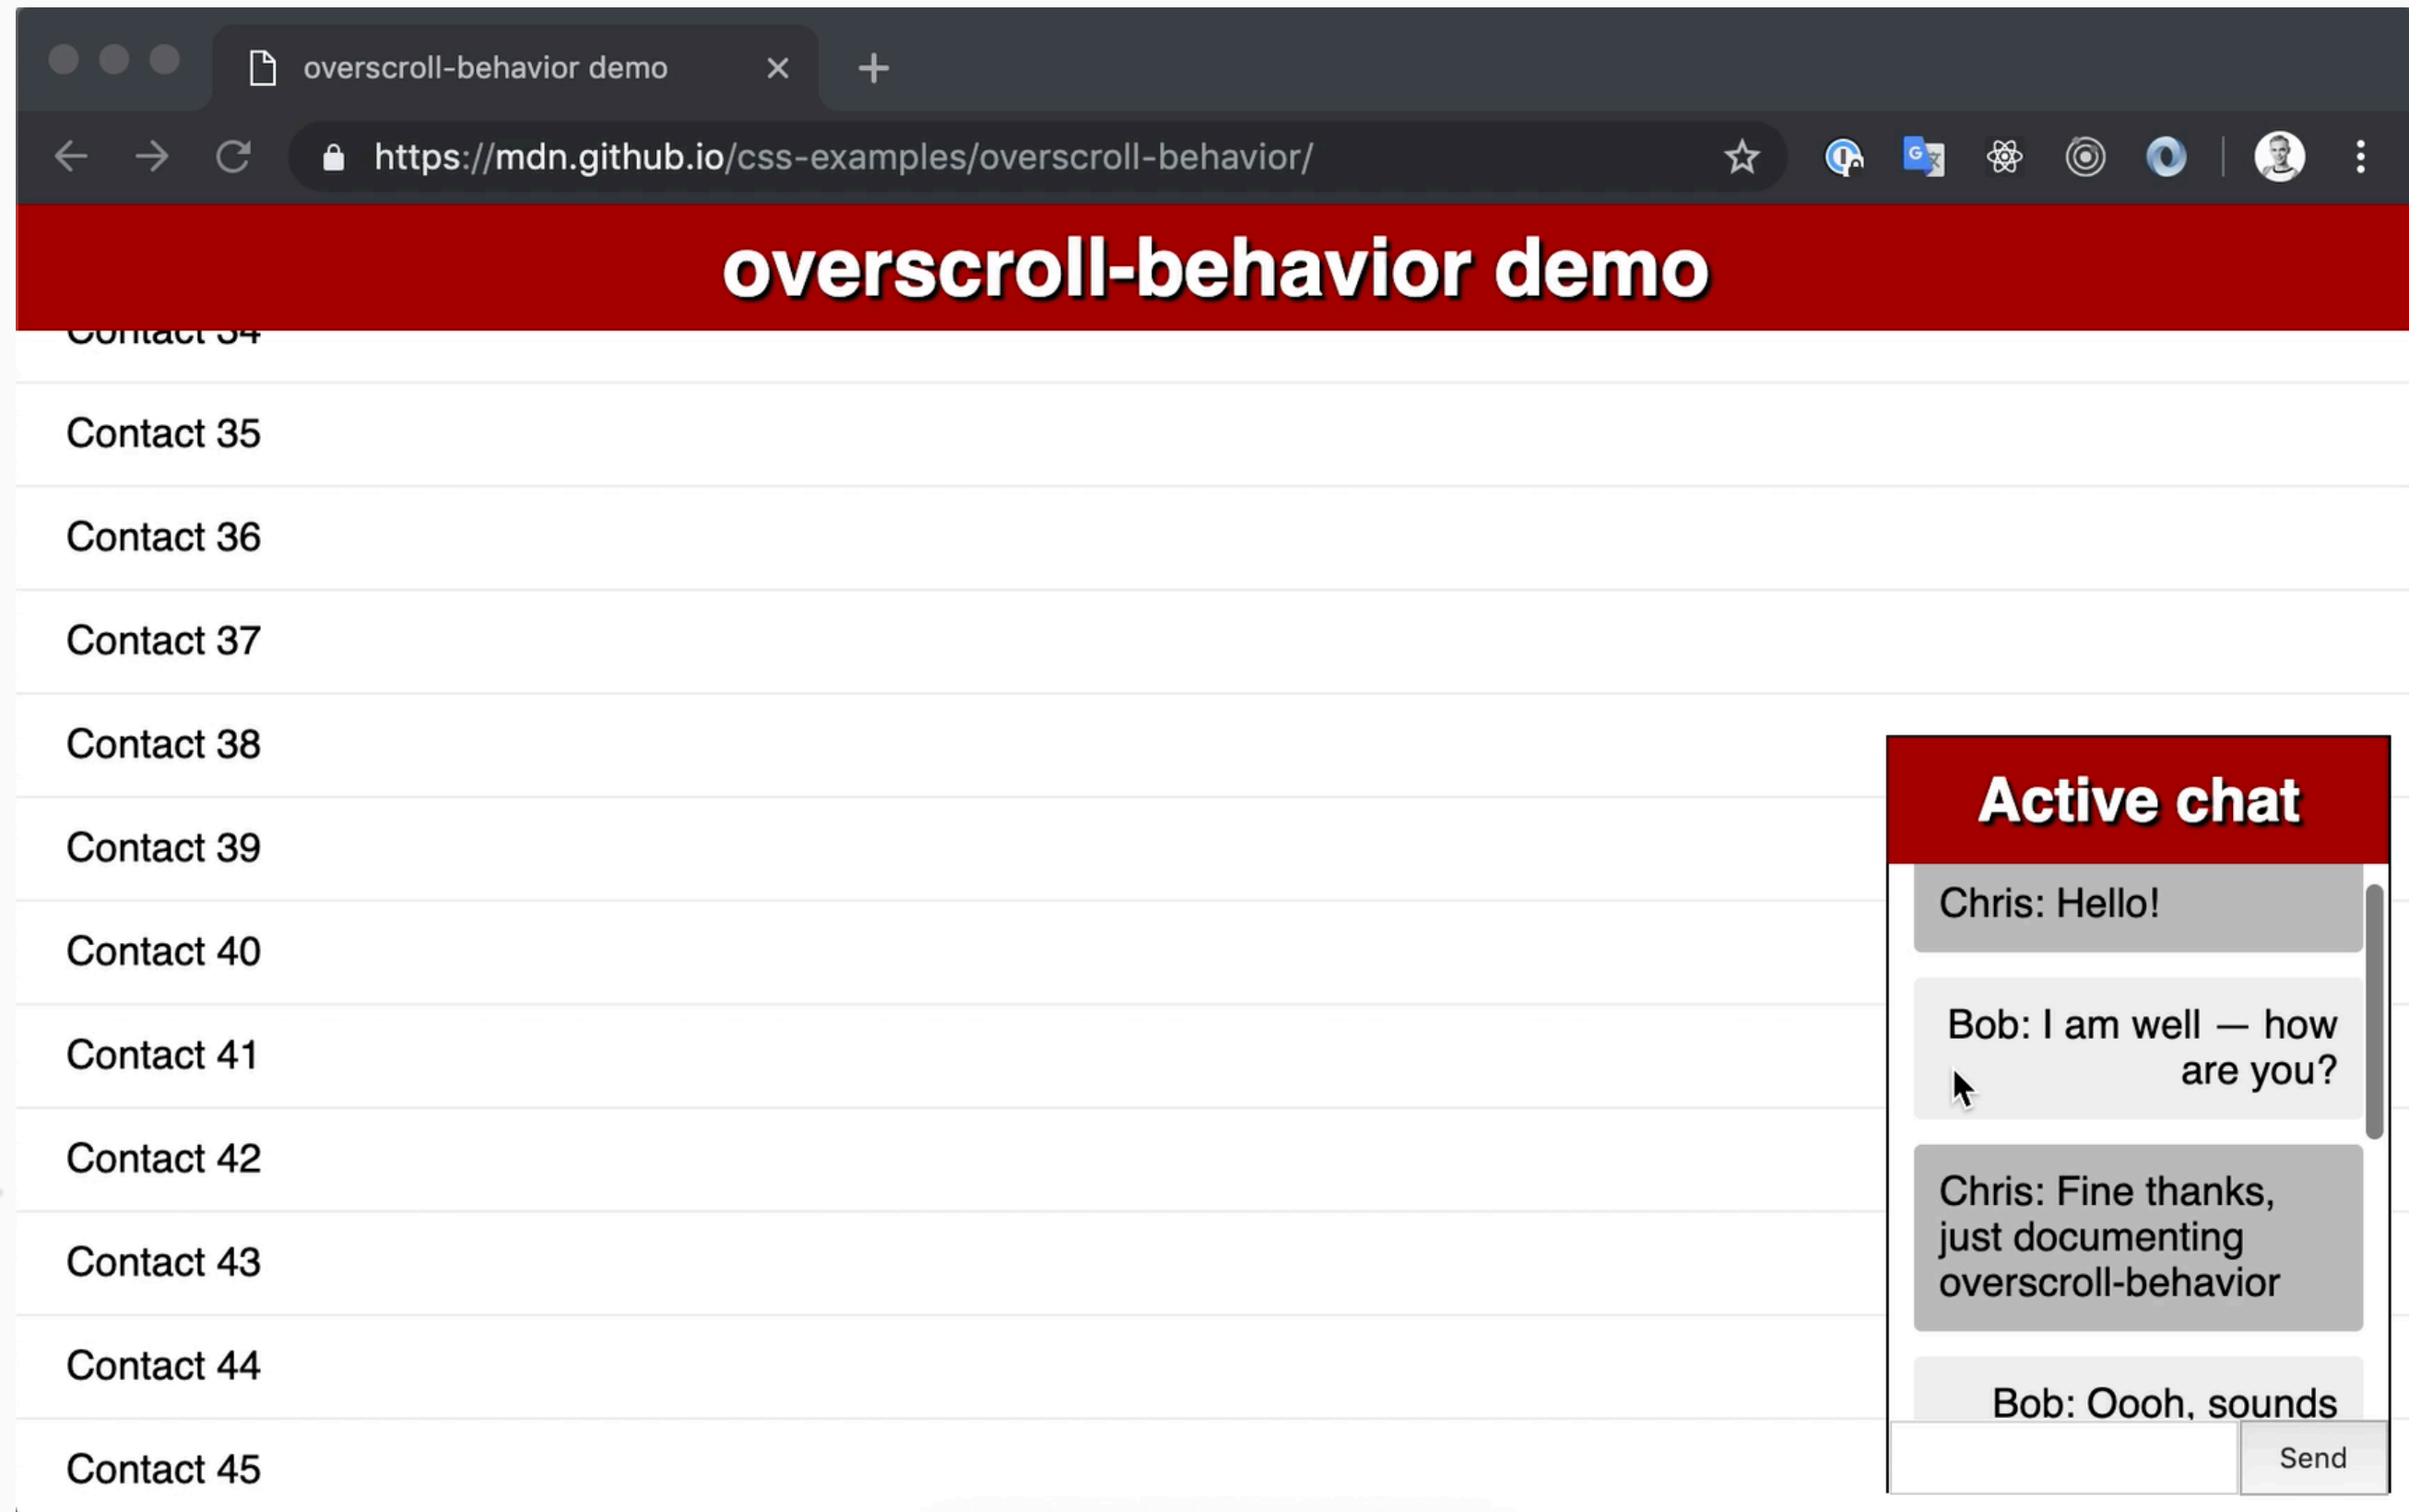 overscroll-behavior demo
https://mdn.github.io/css-examples/overscroll-behavior/
overscroll-behavior demo
Contact 34
Contact 35
Contact 36
Contact 37
Contact 38
Contact 39
Contact 40
Contact 41
Contact 42
Contact 43
Contact 44
Contact 45
Active chat
Chris: Hello!
Bob: I am well — how
are you?
Chris: Fine thanks,
just documenting
overscroll-behavior
Bob: Oooh, sounds
Send